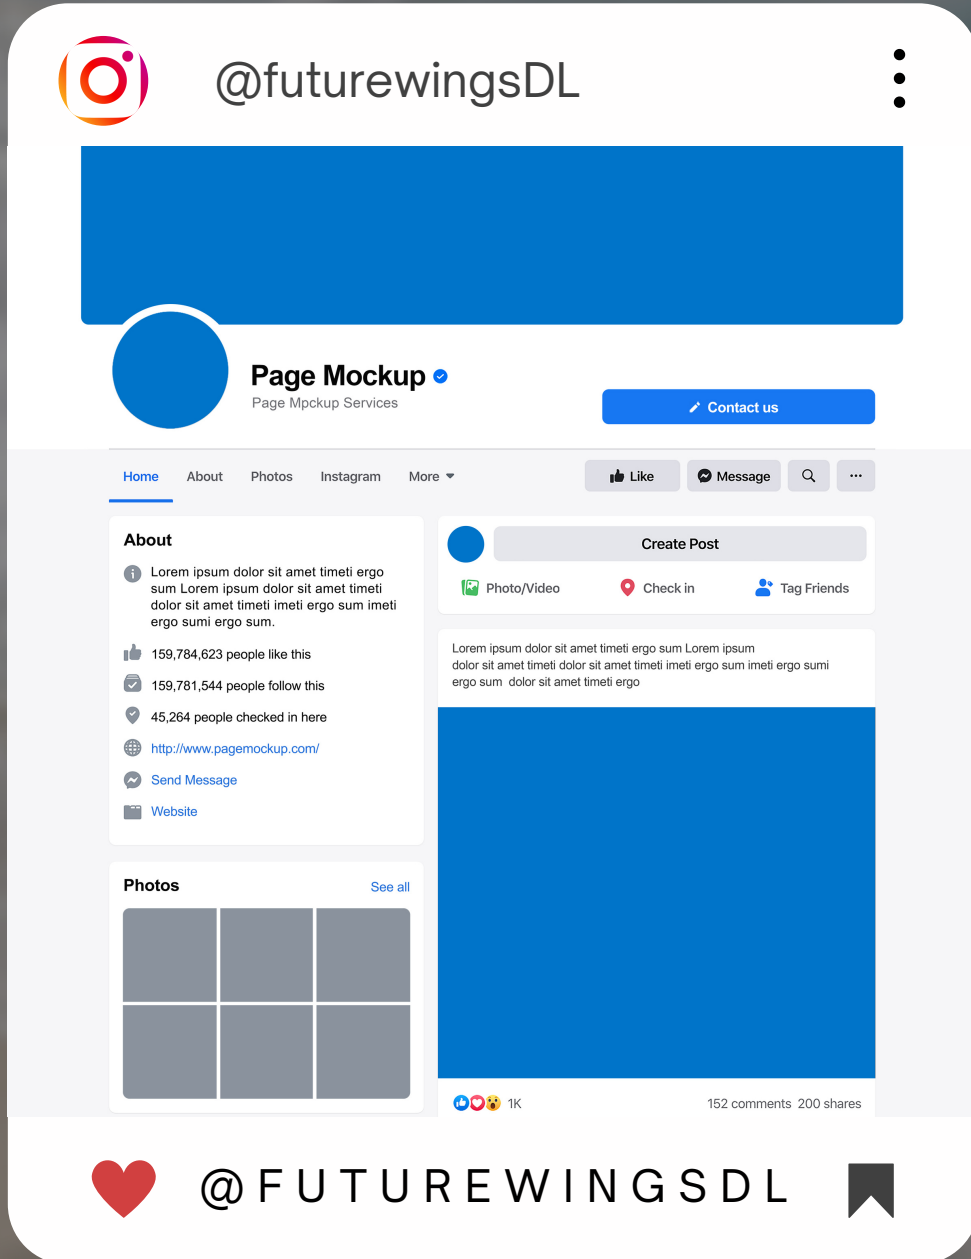 @futurewingsDL
Page Mockup
Page Mpckup Services
Contact us
Home About Photos Instagram More
Like Message
About
Lorem ipsum dolor sit amet timeti ergo
sum Lorem ipsum dolor sit amet timeti
dolor sit amet timeti imeti ergo sum imeti
ergo sumi ergo sum.
159,784,623 people like this
159,781,544 people follow this
45,264 people checked in here
http://www.pagemockup.com/
Send Message
Website
Photos See all
Create Post
Photo/Video Check in Tag Friends
Lorem ipsum dolor sit amet timeti ergo sum Lorem ipsum
dolor sit amet timeti dolor sit amet timeti imeti ergo sum imeti ergo sumi
ergo sum dolor sit amet timeti ergo
1K 152 comments 200 shares
@FUTUREWINGSDL